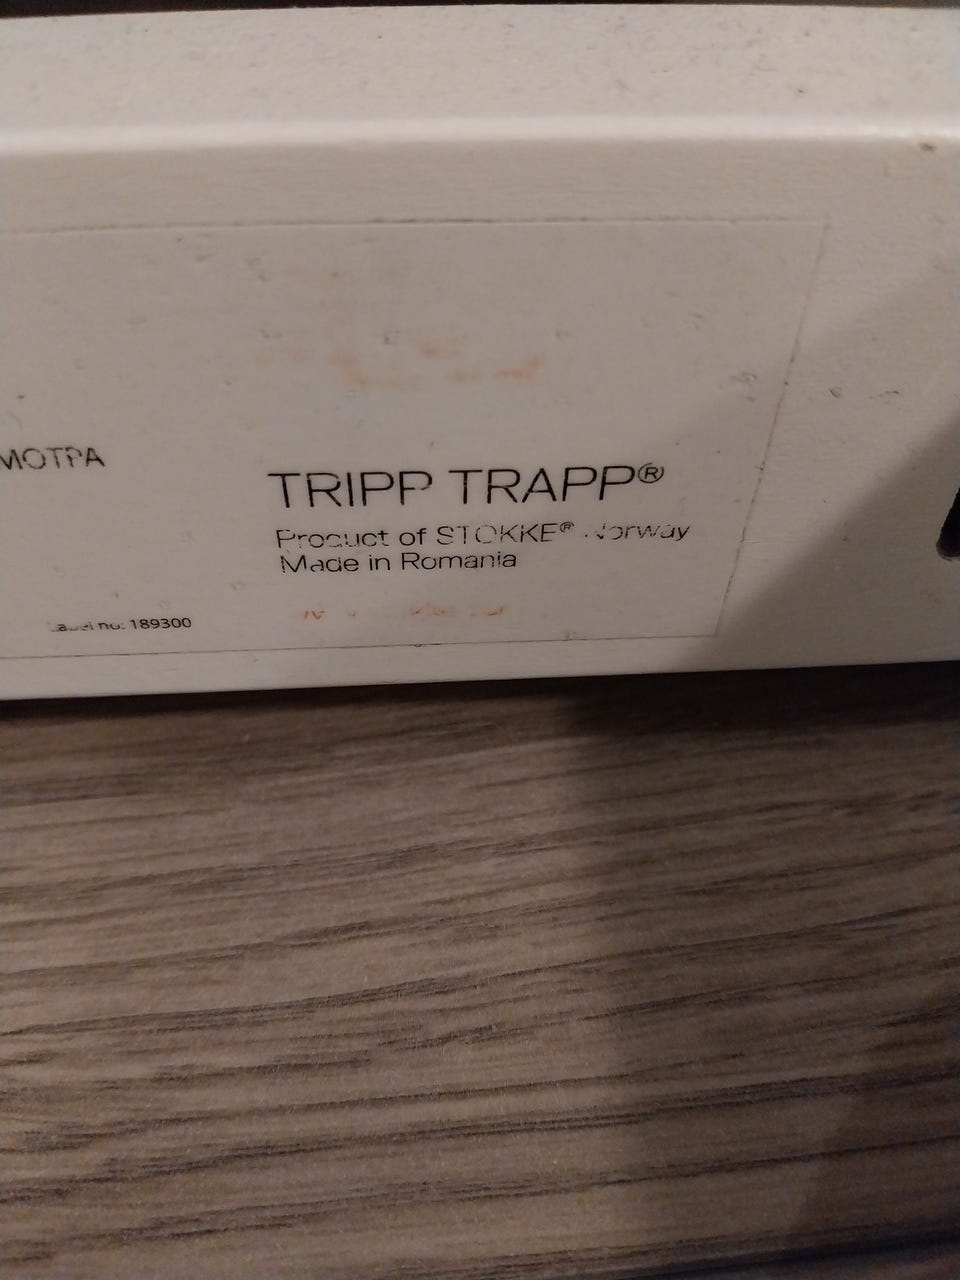 TRIPP TRAPP®
Product of STOKKE® Norway
Made in Romania
Label no: 189300